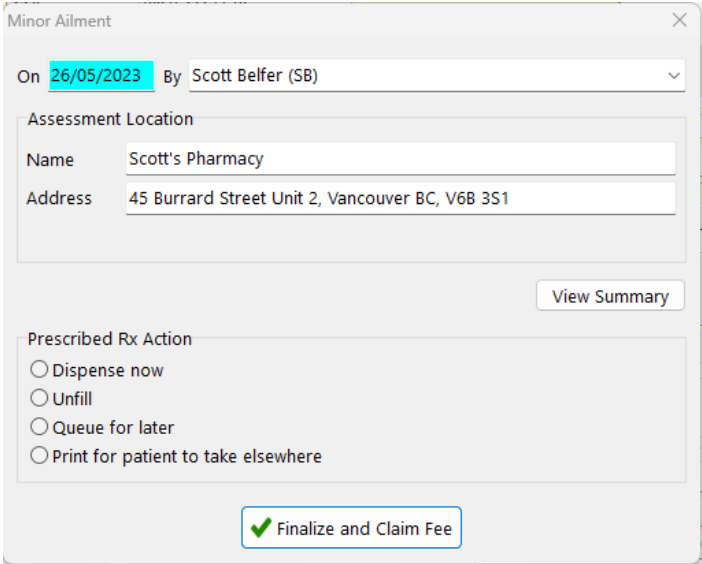 Minor Ailment
On 26/05/2023 By Scott Belfer (SB)
Assessment Location
Name Scott's Pharmacy
Address 45 Burrard Street Unit 2, Vancouver BC, V6B 3S1
View Summary
Prescribed Rx Action
Dispense now
Unfill
Queue for later
Print for patient to take elsewhere
Finalize and Claim Fee